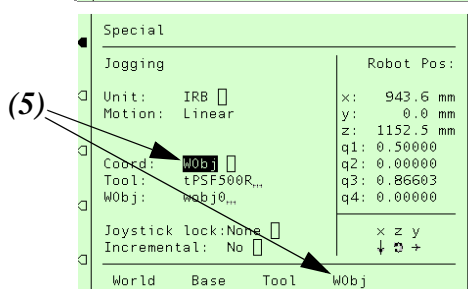 Special
Jogging Robot Pos:
Unit: IRB x: 943.6 mm
Motion: Linear y: 0.0 mm
z: 1152.5 mm
(5)
q1: 0.50000
Coord: WObj q2: 0.00000
Tool: tPSF500R... q3: 0.86603
WObj: wobj0... q4: 0.00000
Joystick lock:None x z y
Incremental: No
World Base Tool WObj